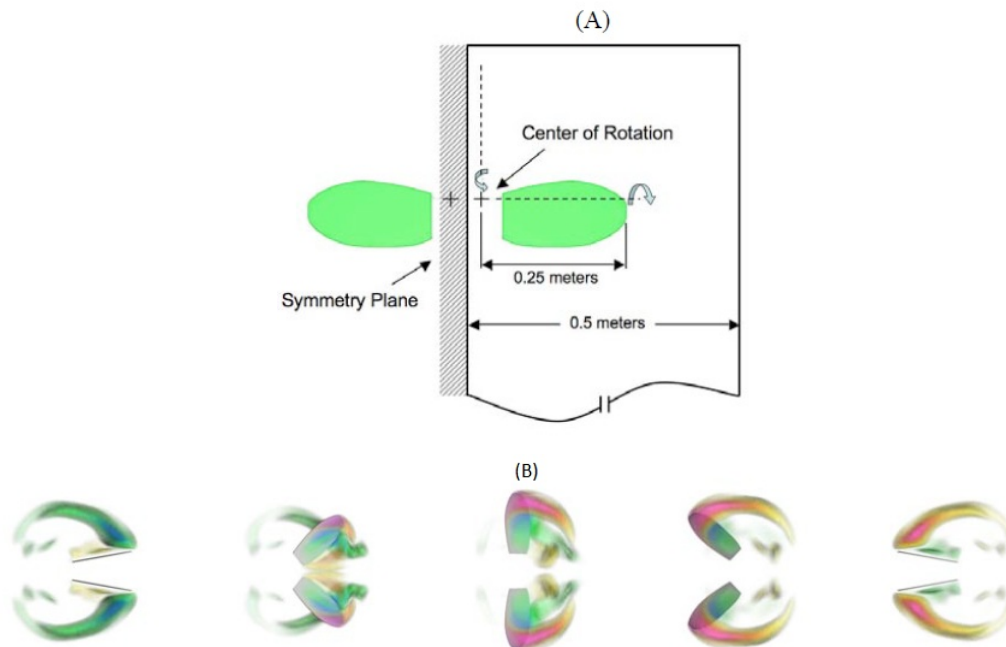 (A)
Center of Rotation
0.25 meters
Symmetry Plane
0.5 meters
(B)